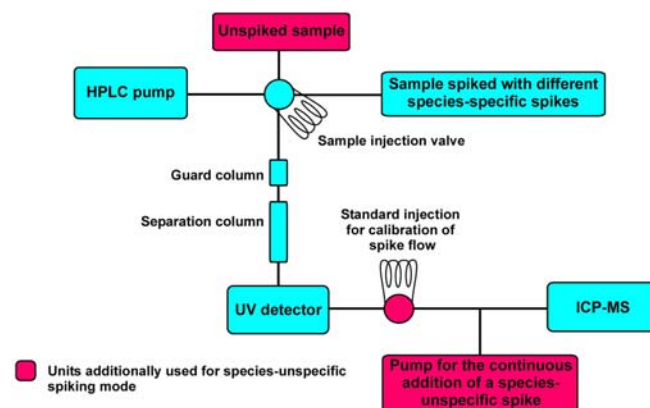 Unspiked sample
HPLC pump
Sample spiked with different
species-specific spikes
Sample injection valve
Guard column
Separation column
Standard injection
for calibration of
spike flow
UV detector
ICP-MS
Units additionally used for species-unspecific
spiking mode
Pump for the continuous
addition of a species-
unspecific spike